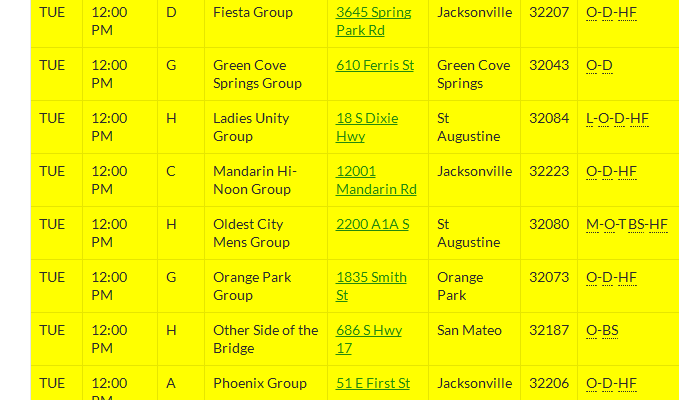 TUE 12:00 PM D Fiesta Group 3645 Spring Park Rd Jacksonville 32207 O-D-HF
TUE 12:00 PM G Green Cove Springs Group 610 Ferris St Green Cove Springs 32043 O-D
TUE 12:00 PM H Ladies Unity Group 18 S Dixie Hwy St Augustine 32084 L-O-D-HF
TUE 12:00 PM C Mandarin Hi-Noon Group 12001 Mandarin Rd Jacksonville 32223 O-D-HF
TUE 12:00 PM H Oldest City Mens Group 2200 A1A S St Augustine 32080 M-O-TBS-HF
TUE 12:00 PM G Orange Park Group 1835 Smith St Orange Park 32073 O-D-HF
TUE 12:00 PM H Other Side of the Bridge 686 S Hwy 17 San Mateo 32187 O-BS
TUE 12:00 PM A Phoenix Group 51 E First St Jacksonville 32206 O-D-HF